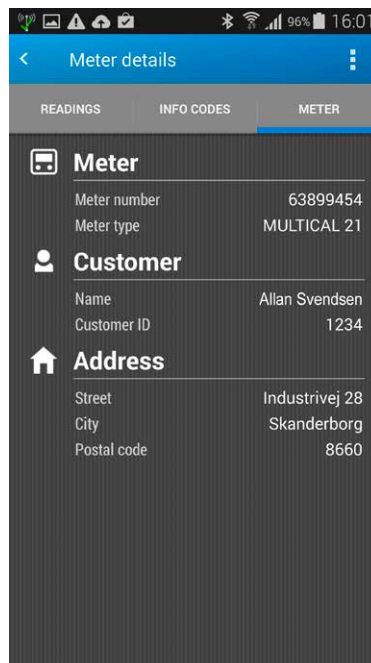 96% 16:01
Meter details
READINGS INFO CODES METER
Meter
Meter number 63899454
Meter type MULTICAL 21
Customer
Name Allan Svendsen
Customer ID 1234
Address
Street Industrivej 28
City Skanderborg
Postal code 8660